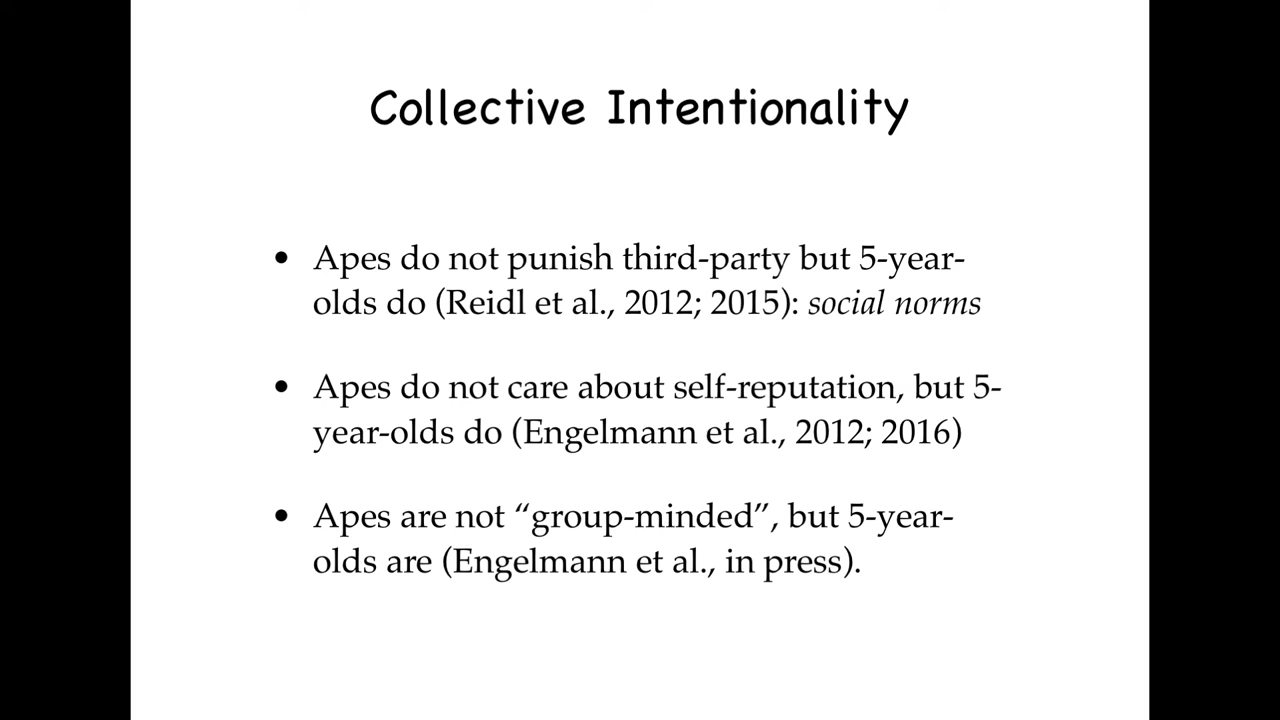 Collective Intentionality
• Apes do not punish third-party but 5-year-
olds do (Reidl et al., 2012; 2015): social norms
• Apes do not care about self-reputation, but 5-
year-olds do (Engelmann et al., 2012; 2016)
• Apes are not “group-minded”, but 5-year-
olds are (Engelmann et al., in press).